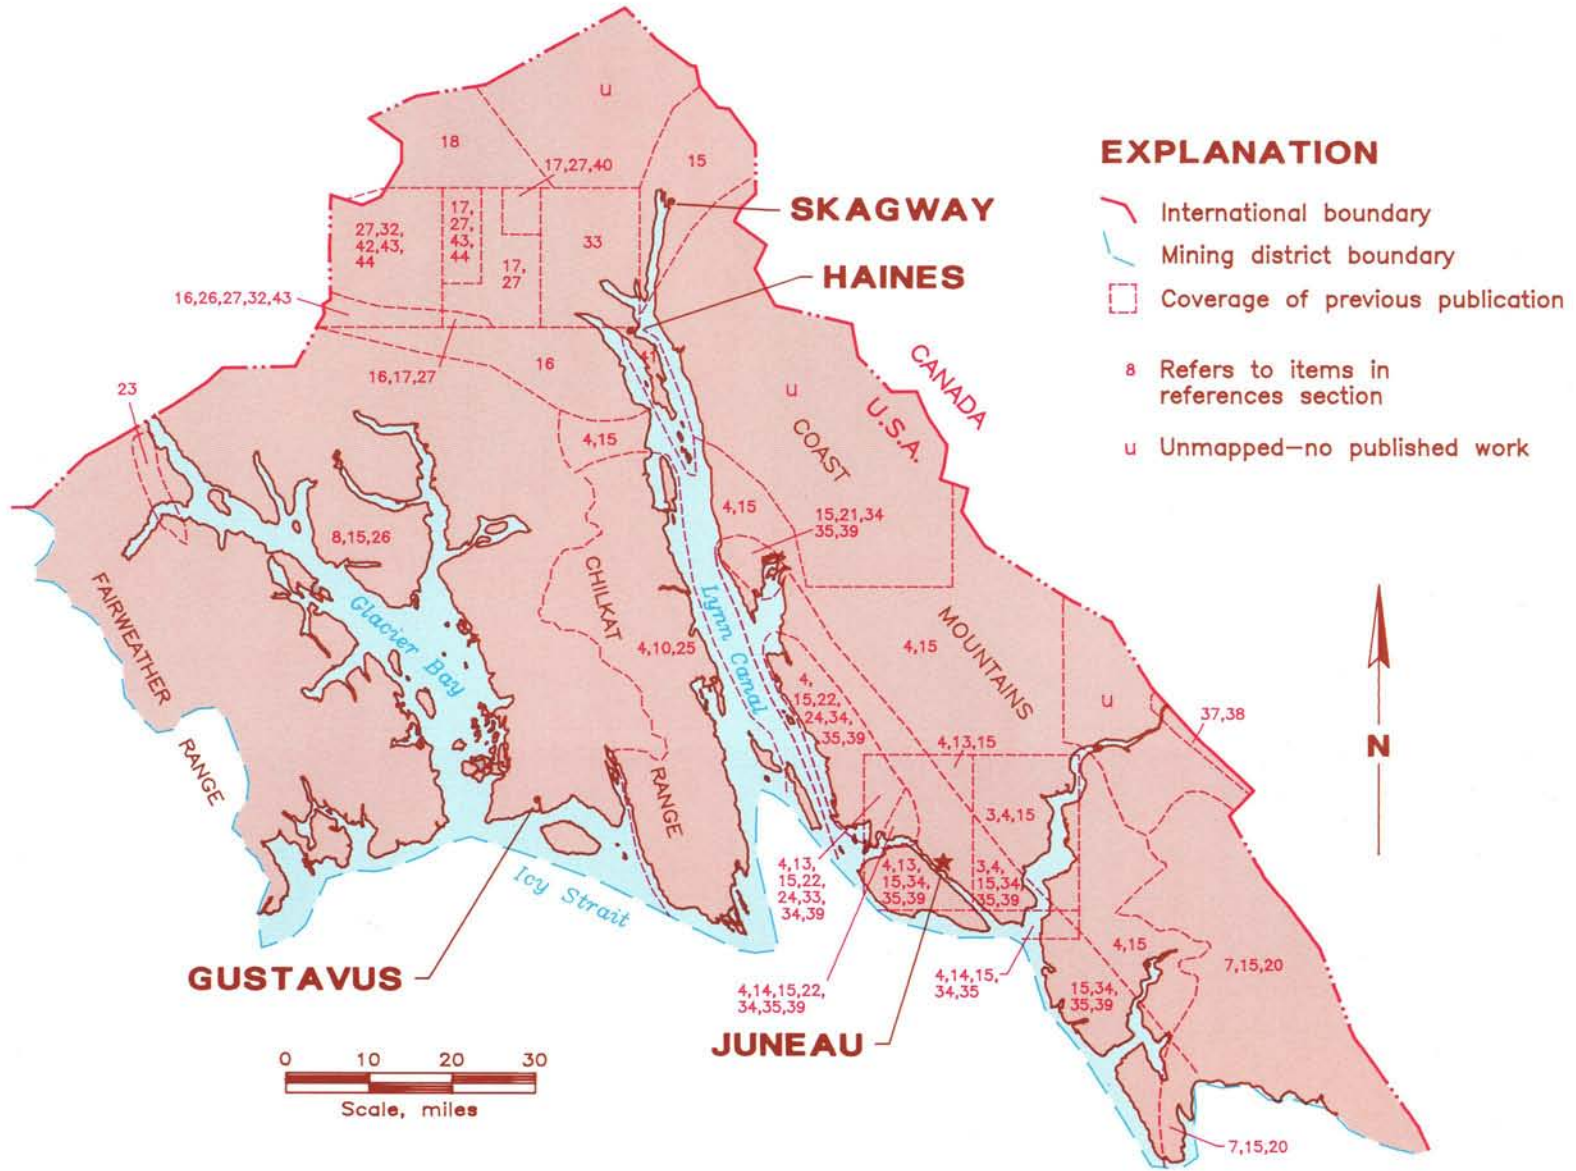 u
18
17,27,40
15
SKAGWAY
27,32,
42,43,
44
17,
27,
43,
44
33
17,
27
HAINES
16,26,27,32,43
16,17,27
16
41
23
u
CANADA
U.S.A.
4,15
COAST
4,15
15,21,34
35,39
8,15,26
FAIRWEATHER
RANGE
Glacier Bay
CHILKAT
RANGE
Lynn Canal
4,10,25
4,15
MOUNTAINS
u
37,38
4,
15,22,
24,34,
35,39
4,13,15
3,4,15
4,13,
15,22,
24,33,
34,39
4,13,
15,34,
35,39
3,4,
15,34,
35,39
Icy Strait
GUSTAVUS
4,14,15,22,
34,35,39
4,14,15,
34,35
4,15
7,15,20
15,34,
35,39
JUNEAU
7,15,20
EXPLANATION
International boundary
Mining district boundary
Coverage of previous publication
8 Refers to items in
references section
u Unmapped—no published work
N
0 10 20 30
Scale, miles